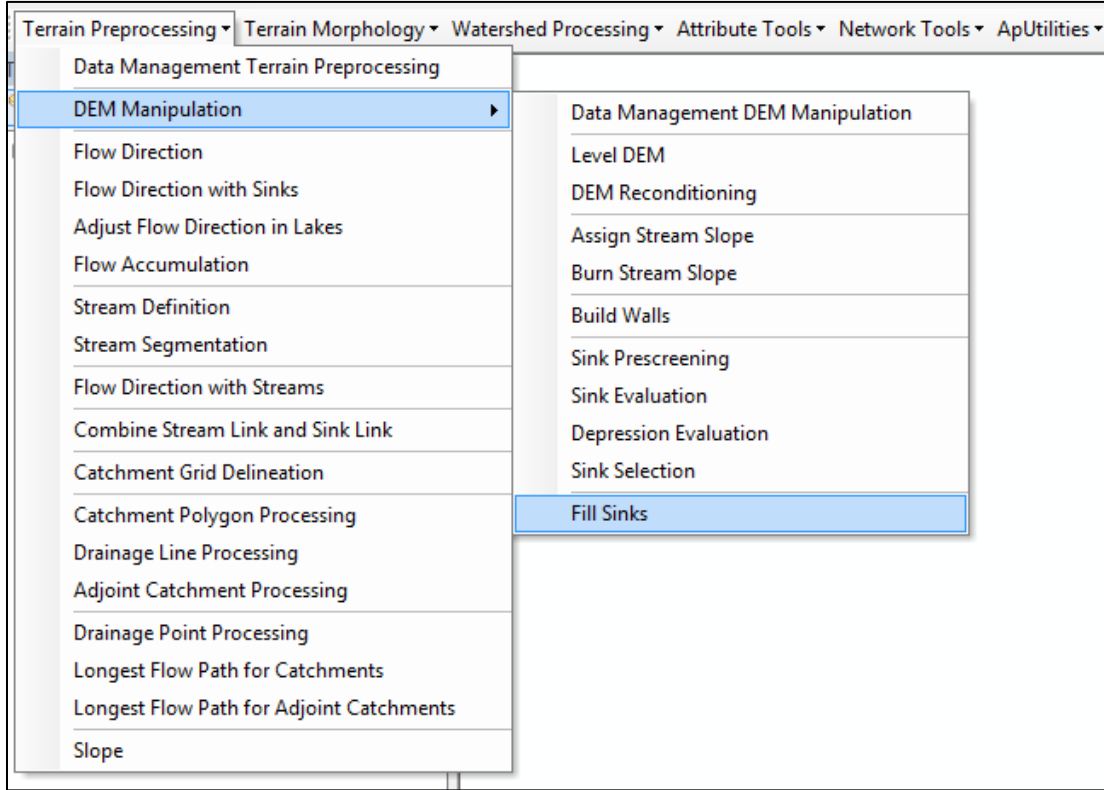 Terrain Preprocessing Terrain Morphology Watershed Processing Attribute Tools Network Tools ApUtilities
Data Management Terrain Preprocessing
DEM Manipulation
Flow Direction
Flow Direction with Sinks
Adjust Flow Direction in Lakes
Flow Accumulation
Stream Definition
Stream Segmentation
Flow Direction with Streams
Combine Stream Link and Sink Link
Catchment Grid Delineation
Catchment Polygon Processing
Drainage Line Processing
Adjoint Catchment Processing
Drainage Point Processing
Longest Flow Path for Catchments
Longest Flow Path for Adjoint Catchments
Slope
Data Management DEM Manipulation
Level DEM
DEM Reconditioning
Assign Stream Slope
Burn Stream Slope
Build Walls
Sink Prescreening
Sink Evaluation
Depression Evaluation
Sink Selection
Fill Sinks